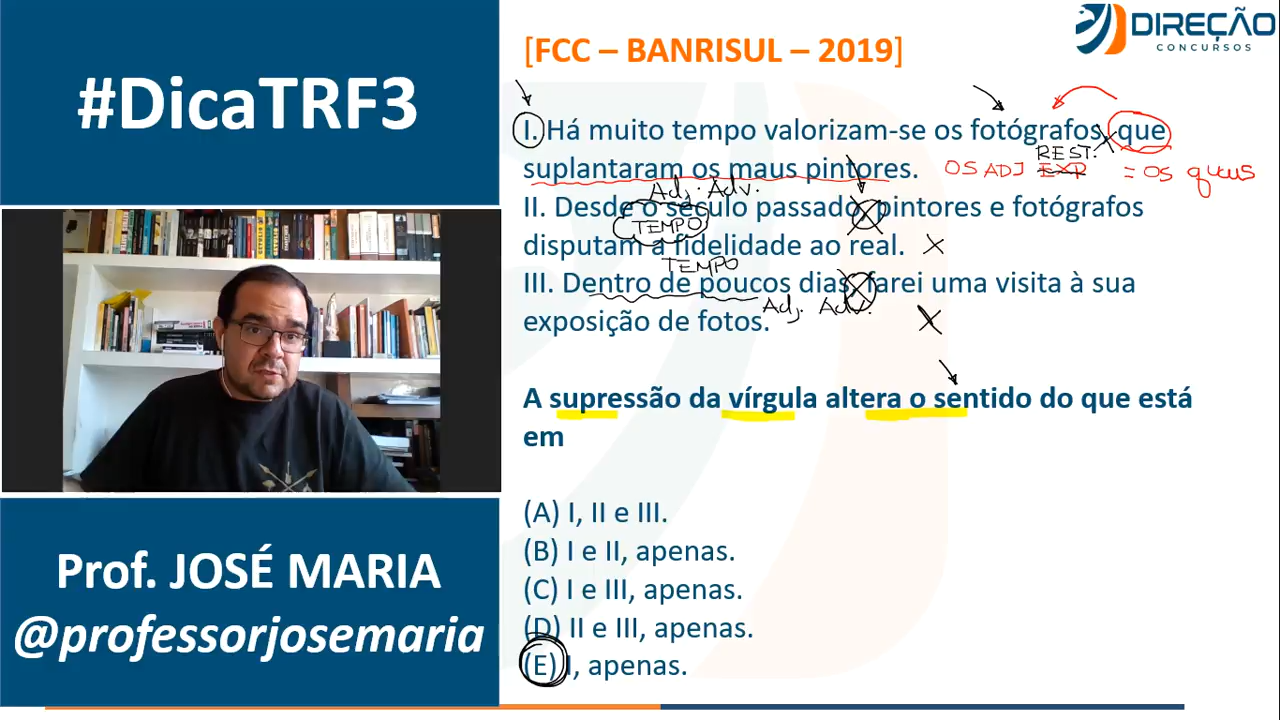 #DicaTRF3
Prof. JOSÉ MARIA
@professorjosemaria
DIREÇÃO
CONCURSOS
[FCC – BANRISUL – 2019]
I. Há muito tempo valorizam-se os fotógrafos, que
REST.
suplantaram os maus pintores. OS ADJ EXP = OS quais
Adj. Adv.
II. Desde o século passado, pintores e fotógrafos
TEMPO
disputam a fidelidade ao real. X
TEMPO
III. Dentro de poucos dias, farei uma visita à sua
Adj. Adv.
exposição de fotos. X
A supressão da vírgula altera o sentido do que está
em
(A) I, II e III.
(B) I e II, apenas.
(C) I e III, apenas.
(D) II e III, apenas.
(E) I, apenas.